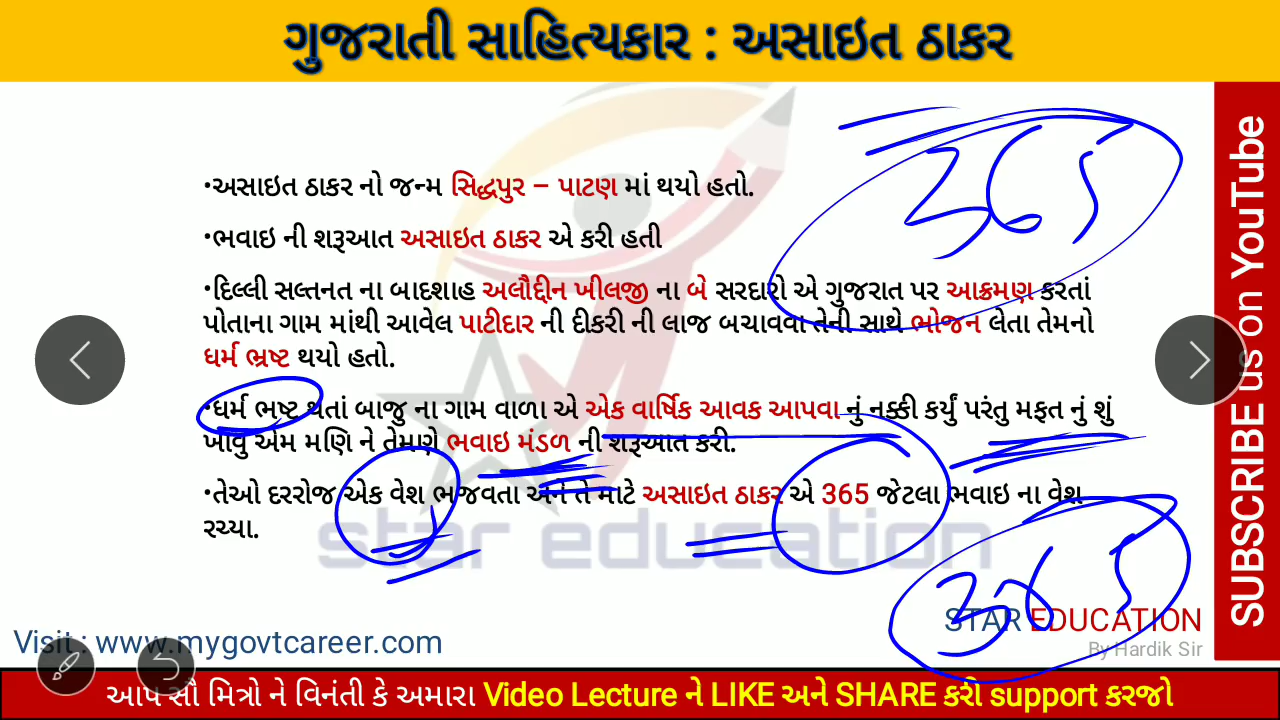 ગુજરાતી સાહિત્યકાર : અસાઇત ઠાકર
365
•અસાઇત ઠાકર નો જન્મ સિદ્ધપુર – પાટણ માં થયો હતો.
•ભવાઇ ની શરૂઆત અસાઇત ઠાકર એ કરી હતી
•દિલ્લી સલ્તનત ના બાદશાહ અલૌદ્દીન ખીલજી ના બે સરદારો એ ગુજરાત પર આક્રમણ કરતાં
પોતાના ગામ માંથી આવેલ પાટીદાર ની દીકરી ની લાજ બચાવવા તેની સાથે ભોજન લેતા તેમનો
ધર્મ ભ્રષ્ટ થયો હતો.
•ધર્મ ભષ્ટ થતાં બાજુ ના ગામ વાળા એ એક વાર્ષિક આવક આપવા નું નક્કી કર્યું પરંતુ મફત નું શું
ખાવુ એમ મણિ ને તેમણે ભવાઇ મંડળ ની શરૂઆત કરી.
•તેઓ દરરોજ એક વેશ ભજવતા અને તે માટે અસાઇત ઠાકર એ 365 જેટલા ભવાઇ ના વેશ
રચ્યા.
star education
365
STAR EDUCATION
By Hardik Sir
Visit : www.mygovtcareer.com
આપ સૌ મિત્રો ને વિનંતી કે અમારા Video Lecture ને LIKE અને SHARE કરી support કરજો
SUBSCRIBE us on YouTube